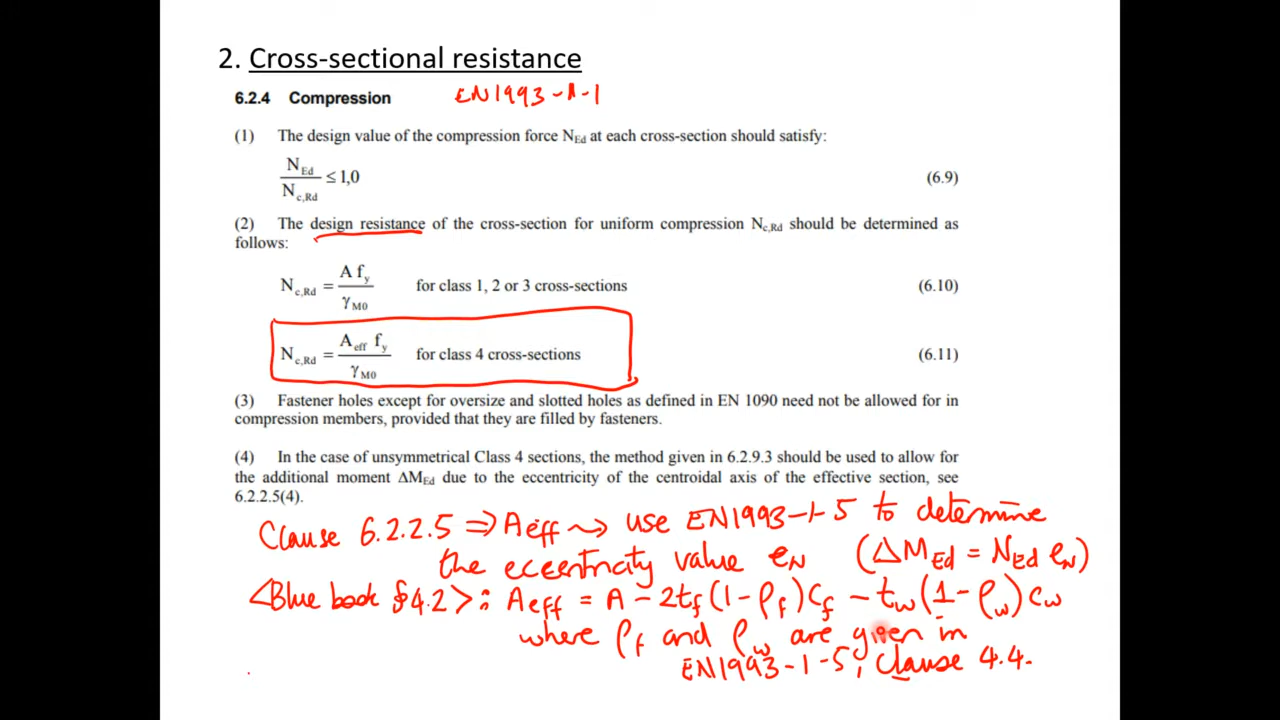 2. Cross-sectional resistance
6.2.4 Compression EN1993-1-1
(1) The design value of the compression force N_Ed at each cross-section should satisfy:
N_Ed / N_c,Rd ≤ 1,0 (6.9)
(2) The design resistance of the cross-section for uniform compression N_c,Rd should be determined as
follows:
N_c,Rd = A f_y / γ_M0 for class 1, 2 or 3 cross-sections (6.10)
N_c,Rd = A_eff f_y / γ_M0 for class 4 cross-sections (6.11)
(3) Fastener holes except for oversize and slotted holes as defined in EN 1090 need not be allowed for in
compression members, provided that they are filled by fasteners.
(4) In the case of unsymmetrical Class 4 sections, the method given in 6.2.9.3 should be used to allow for
the additional moment ΔM_Ed due to the eccentricity of the centroidal axis of the effective section, see
6.2.2.5(4).
Clause 6.2.2.5 ⇒ Aeff ⇝ use EN1993-1-5 to determine
the eccentricity value e_N (ΔM_Ed = N_Ed e_N)
<Blue book §4.2>: Aeff = A - 2t_f (1 - ρ_f) c_f - t_w (1 - ρ_w) c_w
where ρ_f and ρ_w are given in
EN1993-1-5, Clause 4.4.